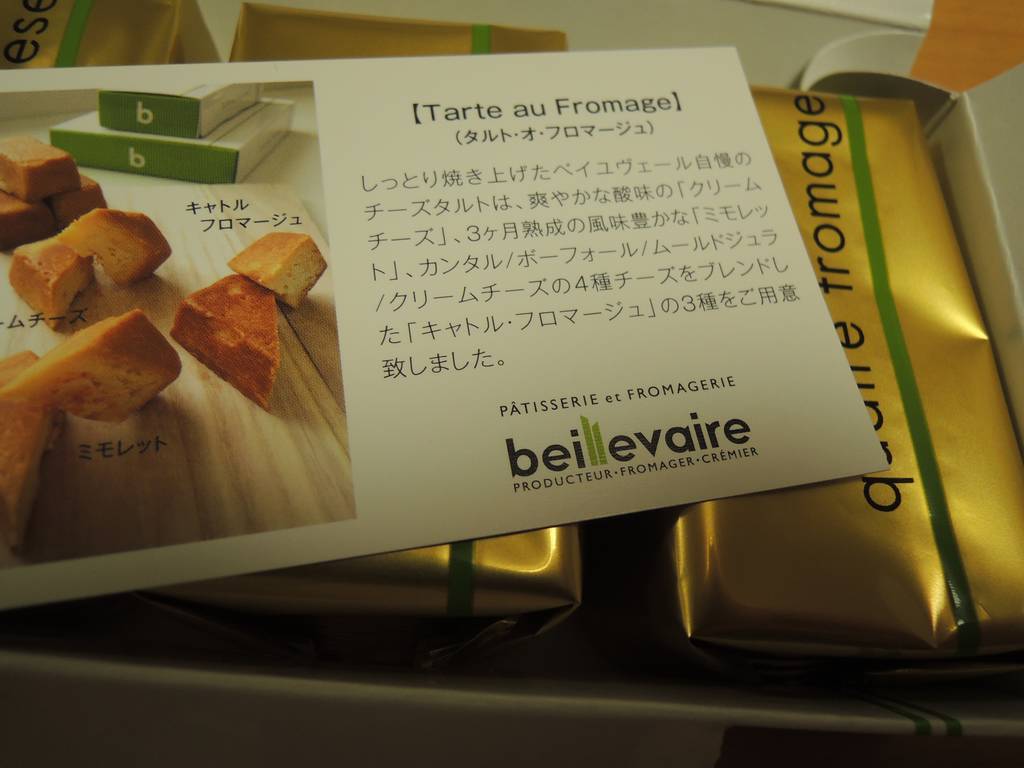 ese
【Tarte au Fromage】
(タルト・オ・フロマージュ)
しっとり焼き上げたベイユヴェール自慢の
チーズタルトは、爽やかな酸味の「クリーム
チーズ」、3ヶ月熟成の風味豊かな「ミモレッ
ト」、カンタル/ボーフォール/ムールドジュラ
/クリームチーズの4種チーズをブレンドし
た「キャトル・フロマージュ」の3種をご用意
致しました。
PÂTISSERIE et FROMAGERIE
beillevaire
PRODUCTEUR・FROMAGER・CRÉMIER
b
b
キャトル
フロマージュ
ームチーズ
ミモレット
fromage